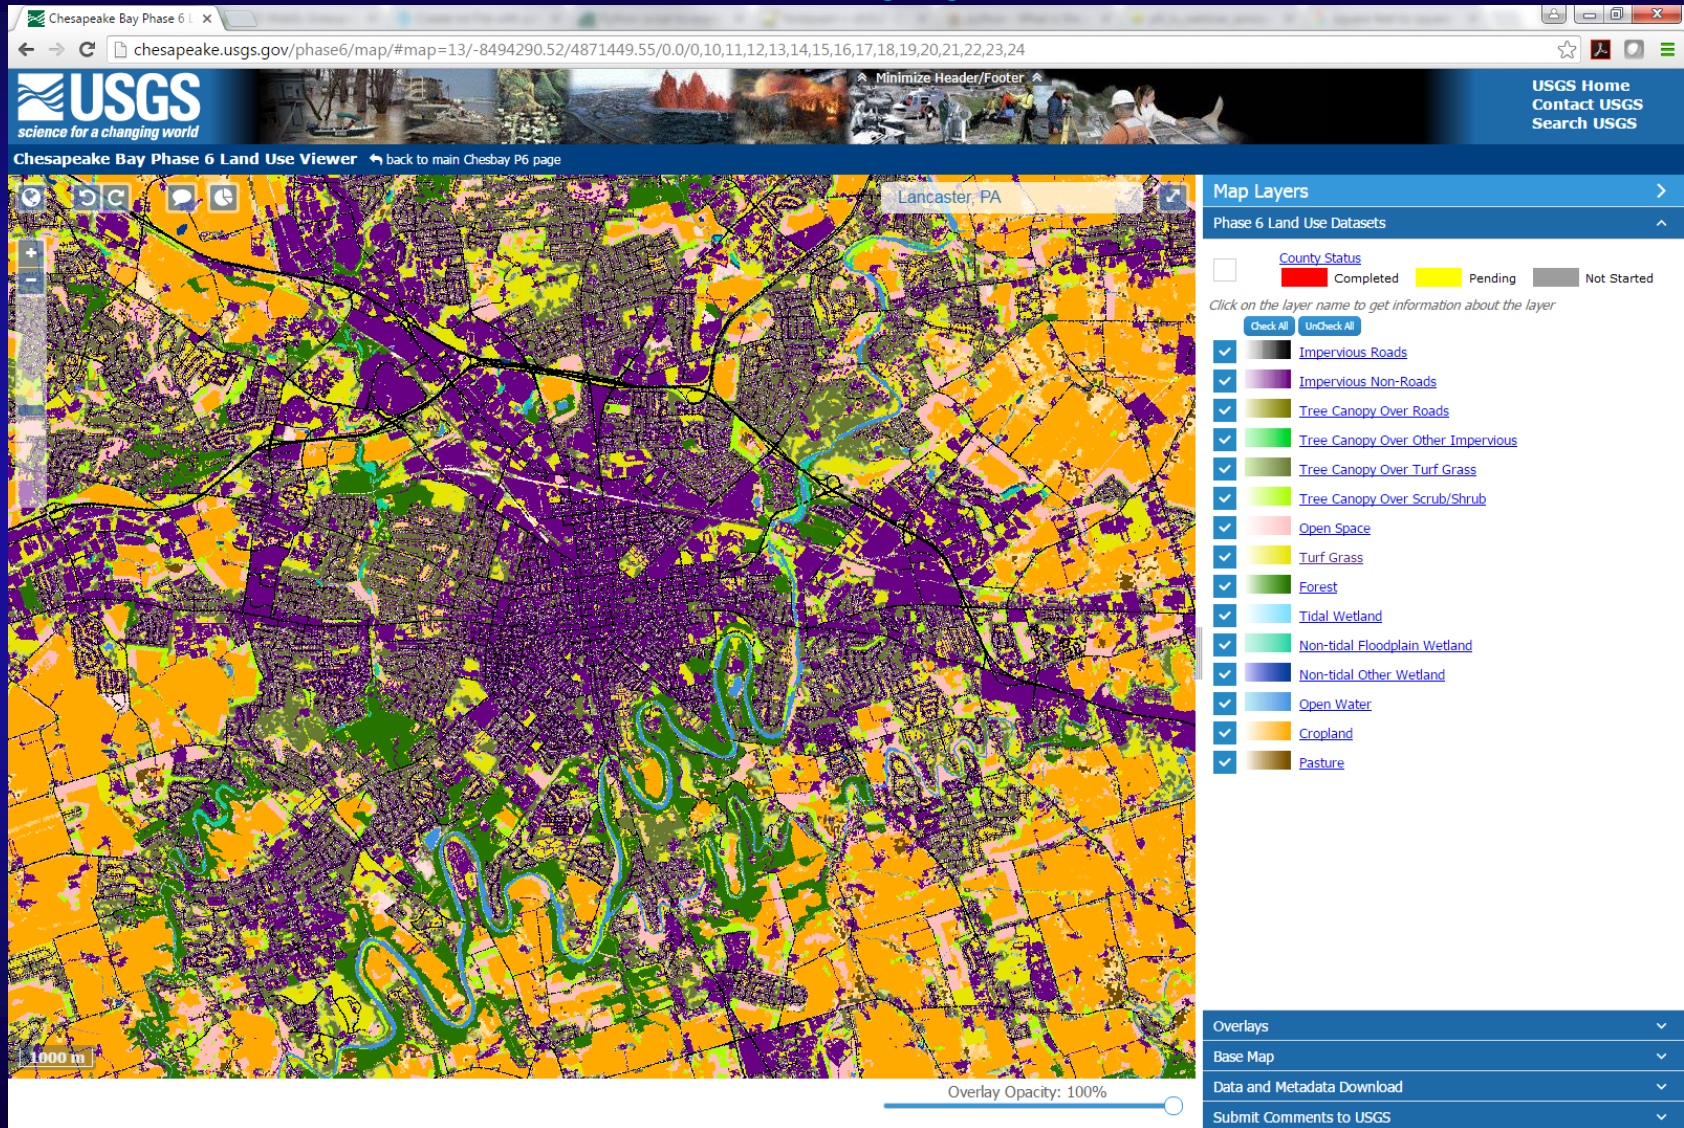 Chesapeake Bay Phase 6 L
chesapeake.usgs.gov/phase6/map/#map=13/-8494290.52/4871449.55/0.0/0,10,11,12,13,14,15,16,17,18,19,20,21,22,23,24
USGS
science for a changing world
Minimize Header/Footer
USGS Home
Contact USGS
Search USGS
Chesapeake Bay Phase 6 Land Use Viewer back to main Chesbay P6 page
Lancaster, PA
1000 m
Overlay Opacity: 100%
Map Layers
Phase 6 Land Use Datasets
County Status
Completed Pending Not Started
Click on the layer name to get information about the layer
Check All UnCheck All
Impervious Roads
Impervious Non-Roads
Tree Canopy Over Roads
Tree Canopy Over Other Impervious
Tree Canopy Over Turf Grass
Tree Canopy Over Scrub/Shrub
Open Space
Turf Grass
Forest
Tidal Wetland
Non-tidal Floodplain Wetland
Non-tidal Other Wetland
Open Water
Cropland
Pasture
Overlays
Base Map
Data and Metadata Download
Submit Comments to USGS